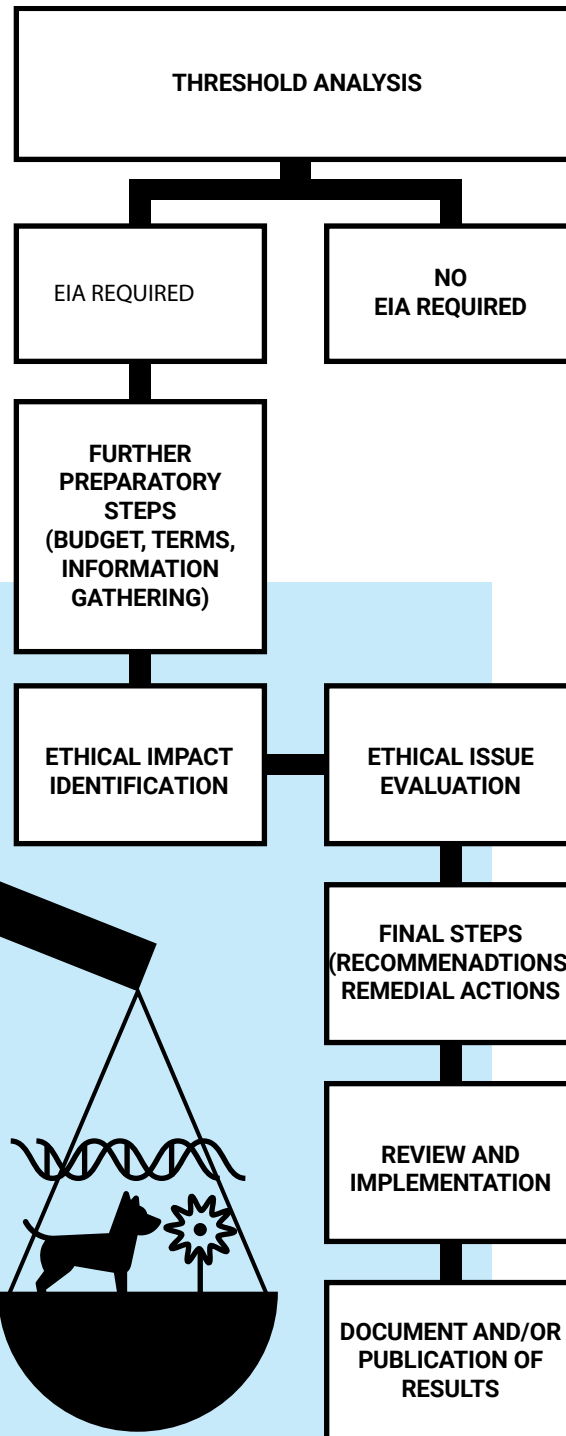 THRESHOLD ANALYSIS
EIA REQUIRED
NO
EIA REQUIRED
FURTHER
PREPARATORY
STEPS
(BUDGET, TERMS,
INFORMATION
GATHERING)
ETHICAL IMPACT
IDENTIFICATION
ETHICAL ISSUE
EVALUATION
FINAL STEPS
(RECOMMENADTIONS
REMEDIAL ACTIONS
REVIEW AND
IMPLEMENTATION
DOCUMENT AND/OR
PUBLICATION OF
RESULTS